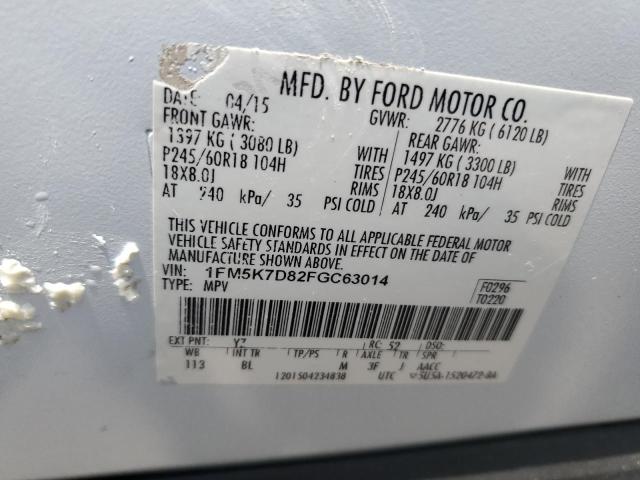 MFD. BY FORD MOTOR CO.
DATE: 04/15 GVWR: 2776 KG ( 6120 LB)
FRONT GAWR: REAR GAWR:
1397 KG ( 3080 LB) WITH 1497 KG ( 3300 LB) WITH
P245/60R18 104H TIRES P245/60R18 104H TIRES
18X8.0J RIMS 18X8.0J RIMS
AT 240 kPa/ 35 PSI COLD AT 240 kPa/ 35 PSI COLD
THIS VEHICLE CONFORMS TO ALL APPLICABLE FEDERAL MOTOR
VEHICLE SAFETY STANDARDS IN EFFECT ON THE DATE OF
MANUFACTURE SHOWN ABOVE.
VIN: 1FM5K7D82FGC63014 F0296
TYPE: MPV T0220
EXT PNT: YZ RC: 52 DSO:
WB INT TR TP/PS R AXLE TR SPR
113 BL M 3F J AACC
1201504234838 UTC